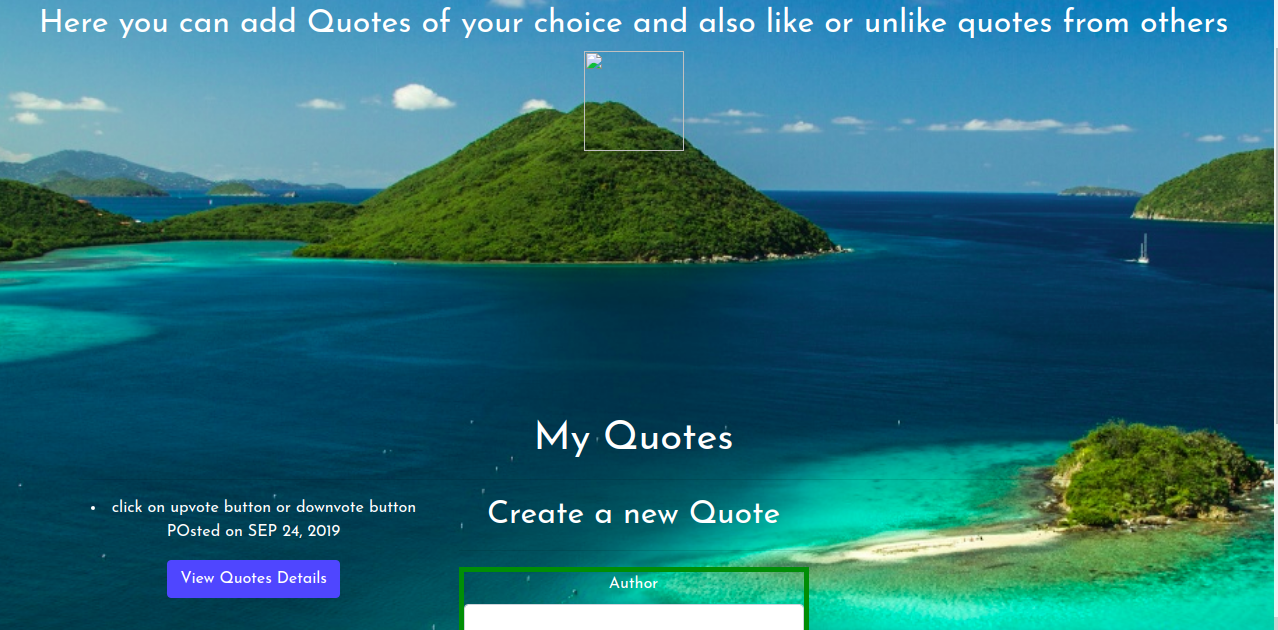 Here you can add Quotes of your choice and also like or unlike quotes from others
My Quotes
click on upvote button or downvote button
POsted on SEP 24, 2019
View Quotes Details
Create a new Quote
Author